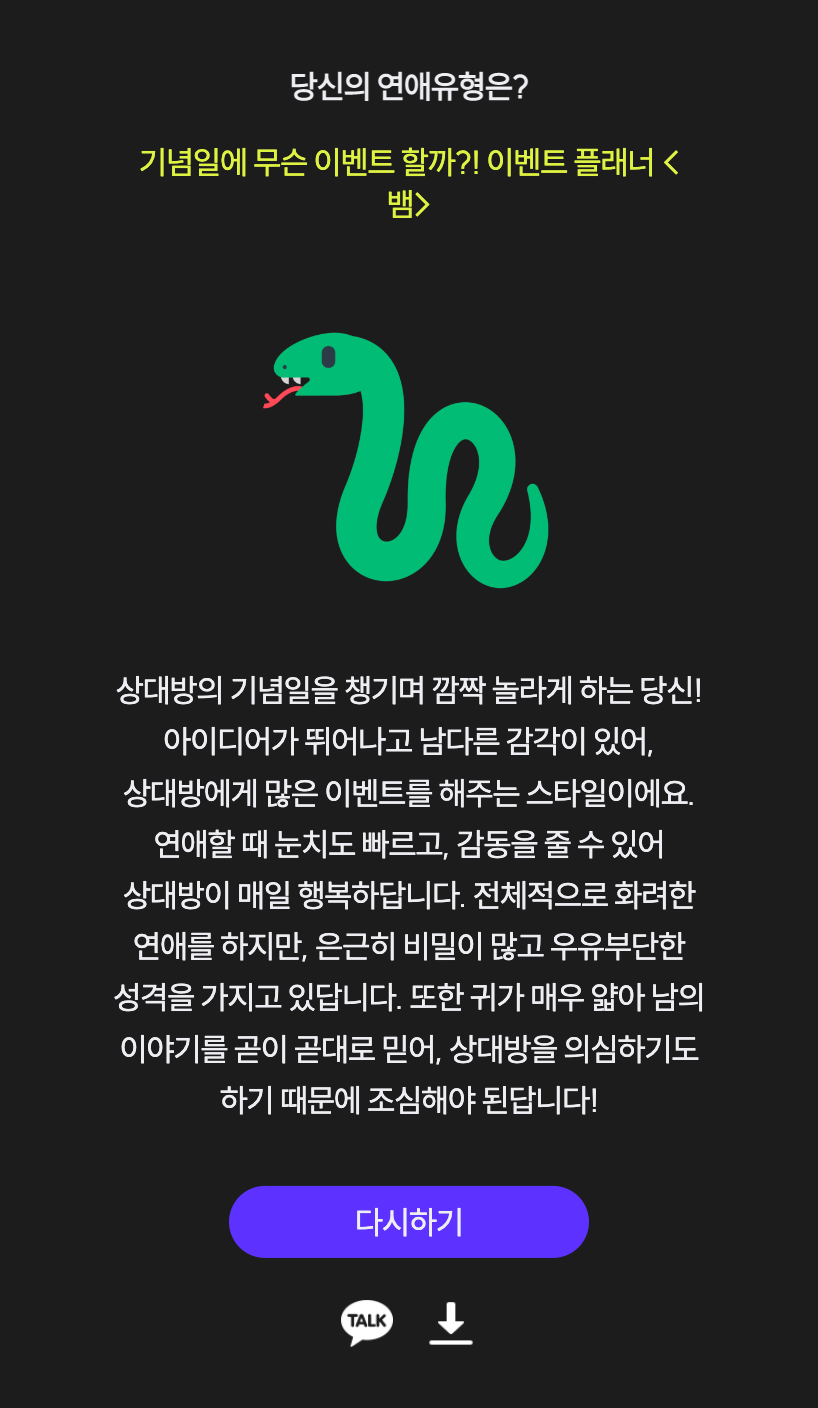 당신의 연애유형은?
기념일에 무슨 이벤트 할까?! 이벤트 플래너 <
뱀>
상대방의 기념일을 챙기며 깜짝 놀라게 하는 당신!
아이디어가 뛰어나고 남다른 감각이 있어,
상대방에게 많은 이벤트를 해주는 스타일이에요.
연애할 때 눈치도 빠르고, 감동을 줄 수 있어
상대방이 매일 행복하답니다. 전체적으로 화려한
연애를 하지만, 은근히 비밀이 많고 우유부단한
성격을 가지고 있답니다. 또한 귀가 매우 얇아 남의
이야기를 곧이 곧대로 믿어, 상대방을 의심하기도
하기 때문에 조심해야 된답니다!
다시하기
TALK